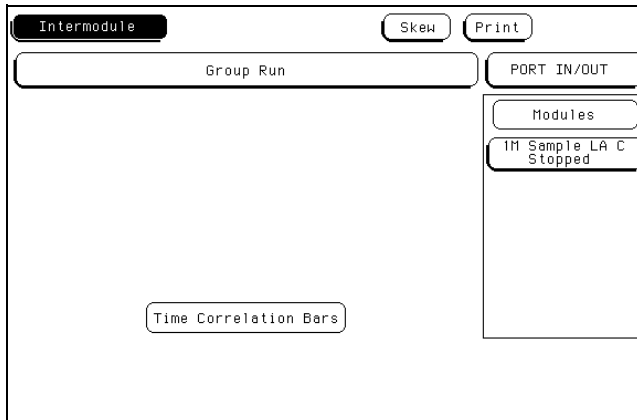 Intermodule
Skew
Print
Group Run
PORT IN/OUT
Modules
1M Sample LA C
Stopped
Time Correlation Bars